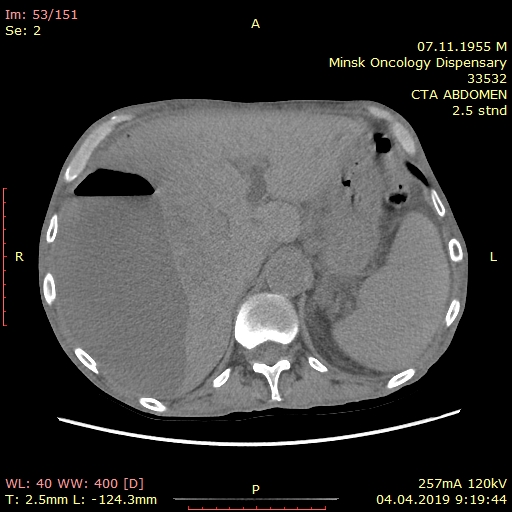 Im: 53/151
Se: 2
A
07.11.1955 M
Minsk Oncology Dispensary
33532
CTA ABDOMEN
2.5 stnd
R
L
WL: 40 WW: 400 [D]
T: 2.5mm L: -124.3mm
P
257mA 120kV
04.04.2019 9:19:44